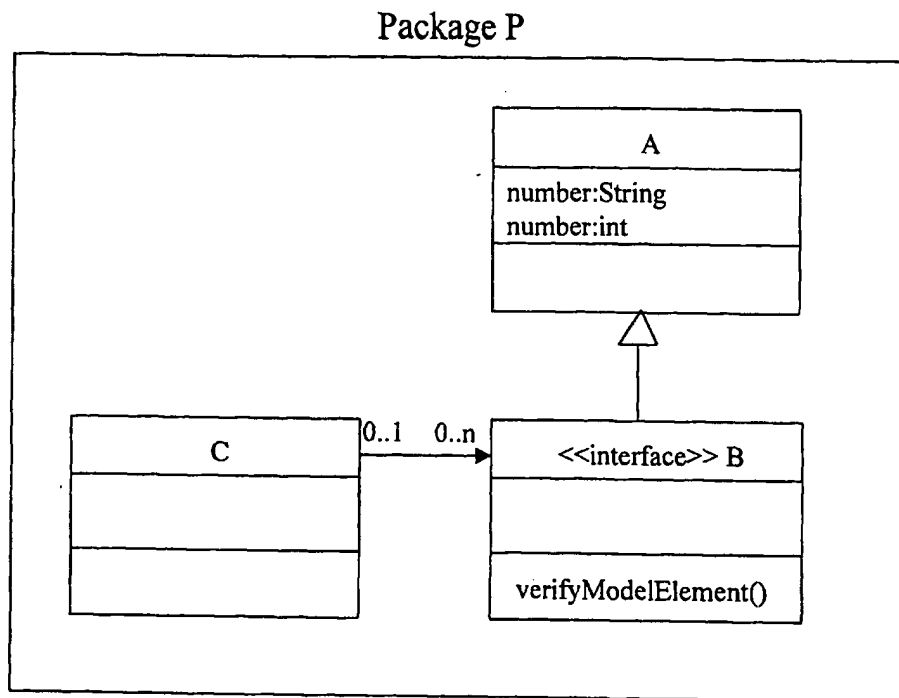 Package P
A
number:String
number:int
C
0..1 0..n
<<interface>> B
verifyModelElement()